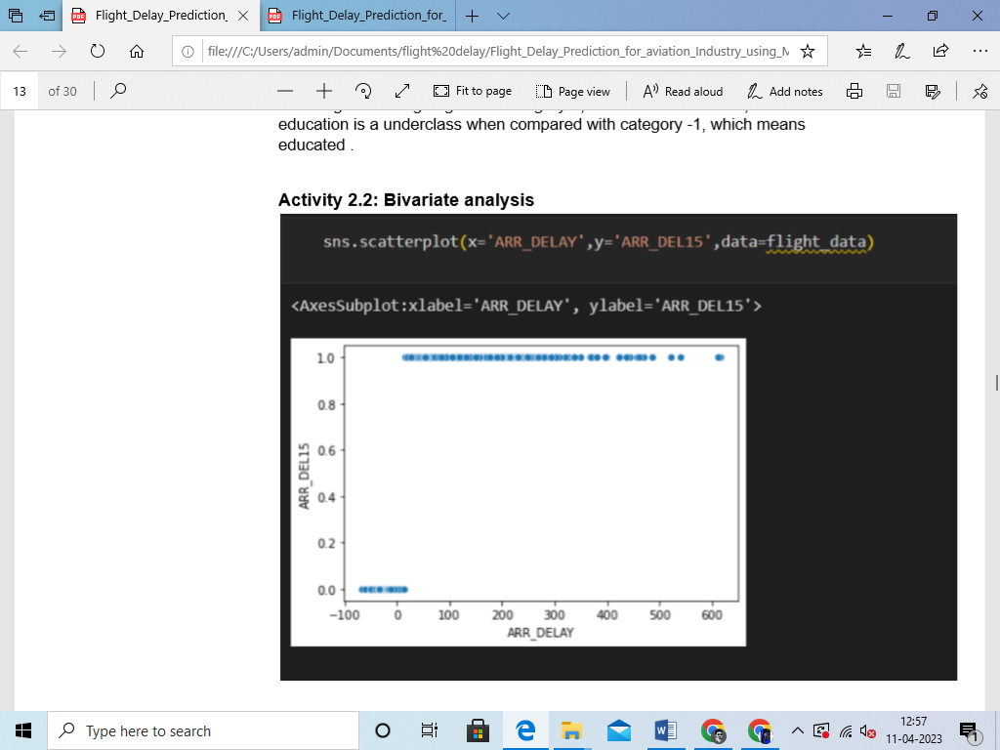 Flight_Delay_Prediction_
Flight_Delay_Prediction_for_
file:///C:/Users/admin/Documents/flight%20delay/Flight_Delay_Prediction_for_aviation_Industry_using_M
13 of 30
Fit to page
Page view
Read aloud
Add notes
education is a underclass when compared with category -1, which means
educated .
Activity 2.2: Bivariate analysis
sns.scatterplot(x='ARR_DELAY',y='ARR_DEL15',data=flight_data)
<AxesSubplot:xlabel='ARR_DELAY', ylabel='ARR_DEL15'>
1.0
0.8
0.6
0.4
0.2
0.0
ARR_DEL15
−100 0 100 200 300 400 500 600
ARR_DELAY
Type here to search
12:57
11-04-2023
1